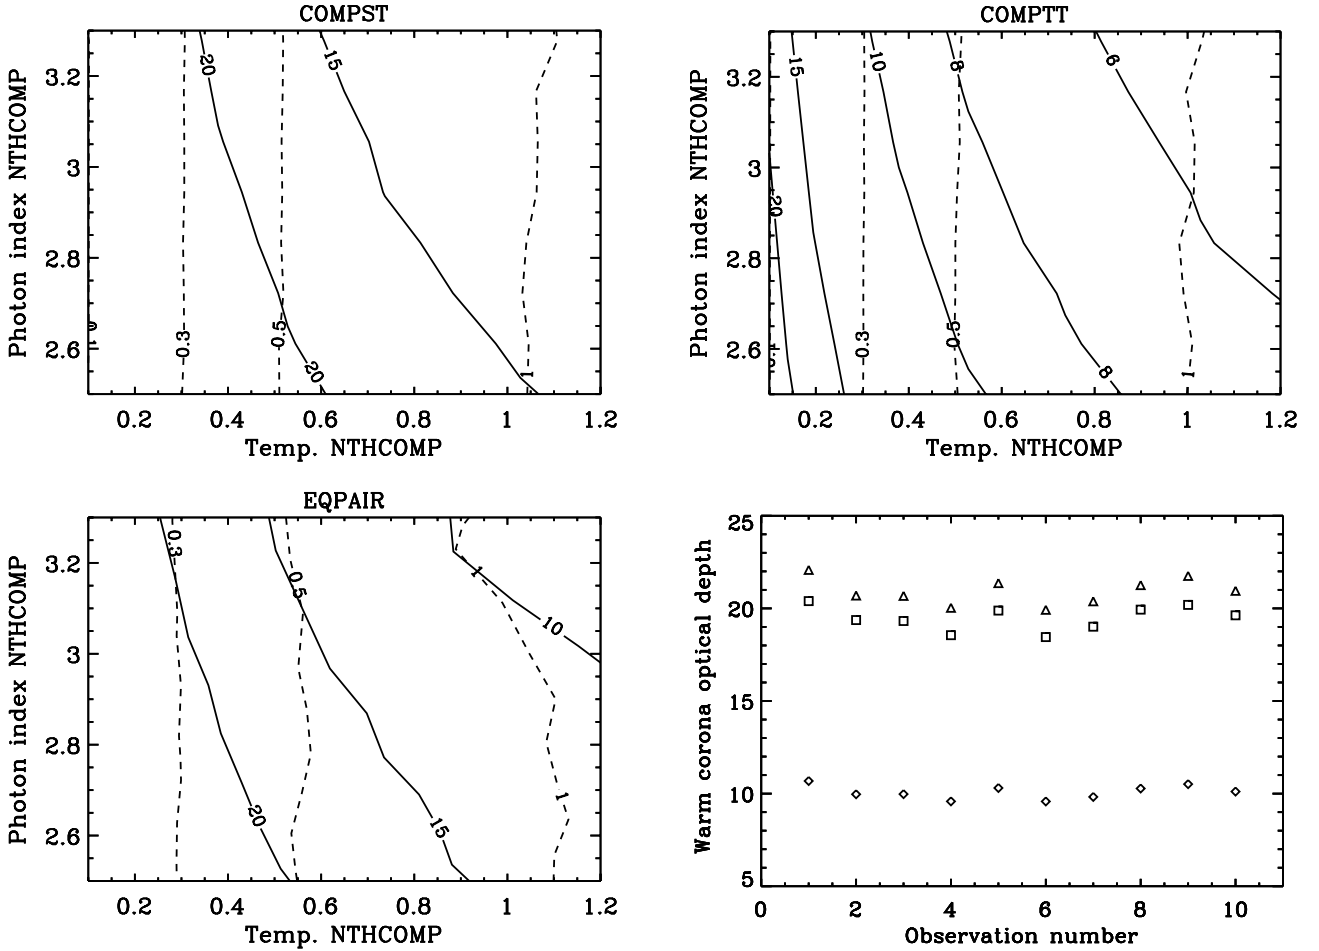 COMPST
3.2
3
2.8
2.6
Photon index NTHCOMP
20
15
0.3
0.5
20
1
0.2 0.4 0.6 0.8 1 1.2
Temp. NTHCOMP
COMPTT
3.2
3
2.8
2.6
Photon index NTHCOMP
15
10
8
6
20
0.3
0.5
8
1
0.2 0.4 0.6 0.8 1 1.2
Temp. NTHCOMP
EQPAIR
3.2
3
2.8
2.6
Photon index NTHCOMP
0.3
0.5
1
10
20
15
1
0.2 0.4 0.6 0.8 1 1.2
Temp. NTHCOMP
25
20
15
10
5
Warm corona optical depth
0 2 4 6 8 10
Observation number